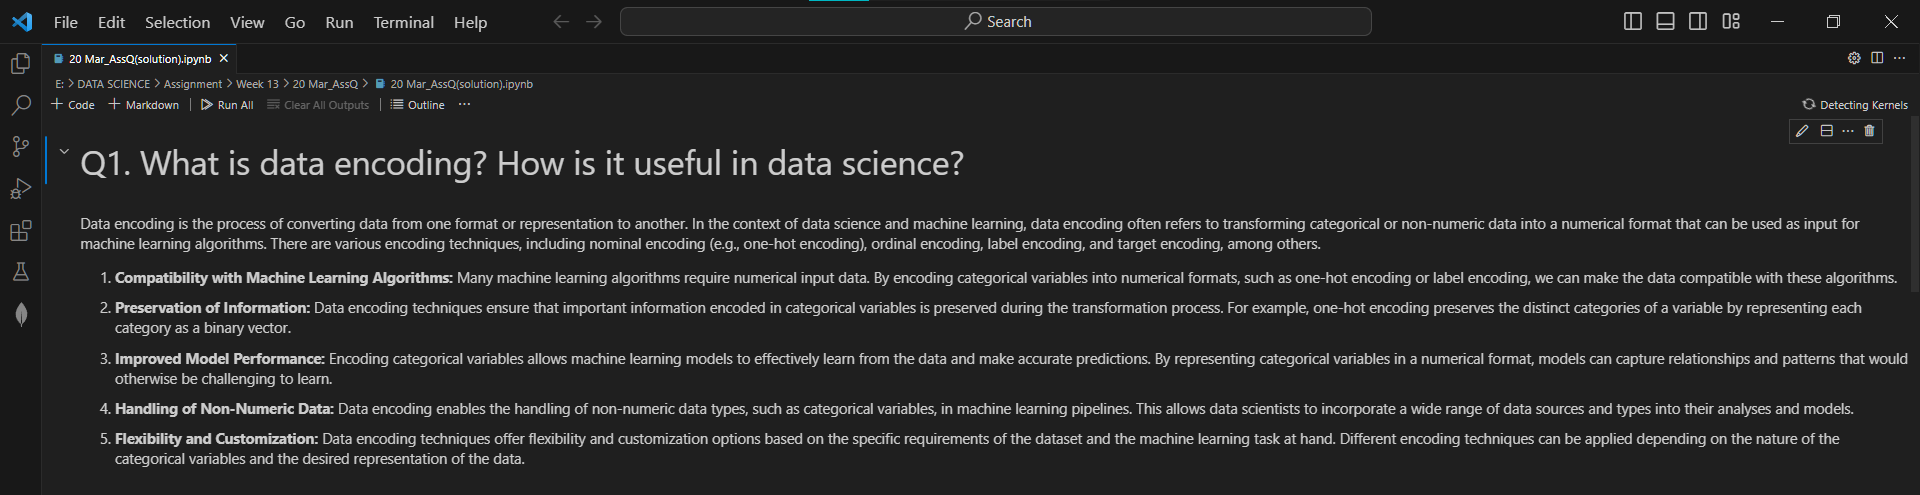 File Edit Selection View Go Run Terminal Help Search
20 Mar_AssQ(solution).ipynb
E: > DATA SCIENCE > Assignment > Week 13 > 20 Mar_AssQ > 20 Mar_AssQ(solution).ipynb
+ Code + Markdown | Run All Clear All Outputs | Outline ··· Detecting Kernels
Q1. What is data encoding? How is it useful in data science?
Data encoding is the process of converting data from one format or representation to another. In the context of data science and machine learning, data encoding often refers to transforming categorical or non-numeric data into a numerical format that can be used as input for
machine learning algorithms. There are various encoding techniques, including nominal encoding (e.g., one-hot encoding), ordinal encoding, label encoding, and target encoding, among others.
1. Compatibility with Machine Learning Algorithms: Many machine learning algorithms require numerical input data. By encoding categorical variables into numerical formats, such as one-hot encoding or label encoding, we can make the data compatible with these algorithms.
2. Preservation of Information: Data encoding techniques ensure that important information encoded in categorical variables is preserved during the transformation process. For example, one-hot encoding preserves the distinct categories of a variable by representing each
category as a binary vector.
3. Improved Model Performance: Encoding categorical variables allows machine learning models to effectively learn from the data and make accurate predictions. By representing categorical variables in a numerical format, models can capture relationships and patterns that would
otherwise be challenging to learn.
4. Handling of Non-Numeric Data: Data encoding enables the handling of non-numeric data types, such as categorical variables, in machine learning pipelines. This allows data scientists to incorporate a wide range of data sources and types into their analyses and models.
5. Flexibility and Customization: Data encoding techniques offer flexibility and customization options based on the specific requirements of the dataset and the machine learning task at hand. Different encoding techniques can be applied depending on the nature of the
categorical variables and the desired representation of the data.